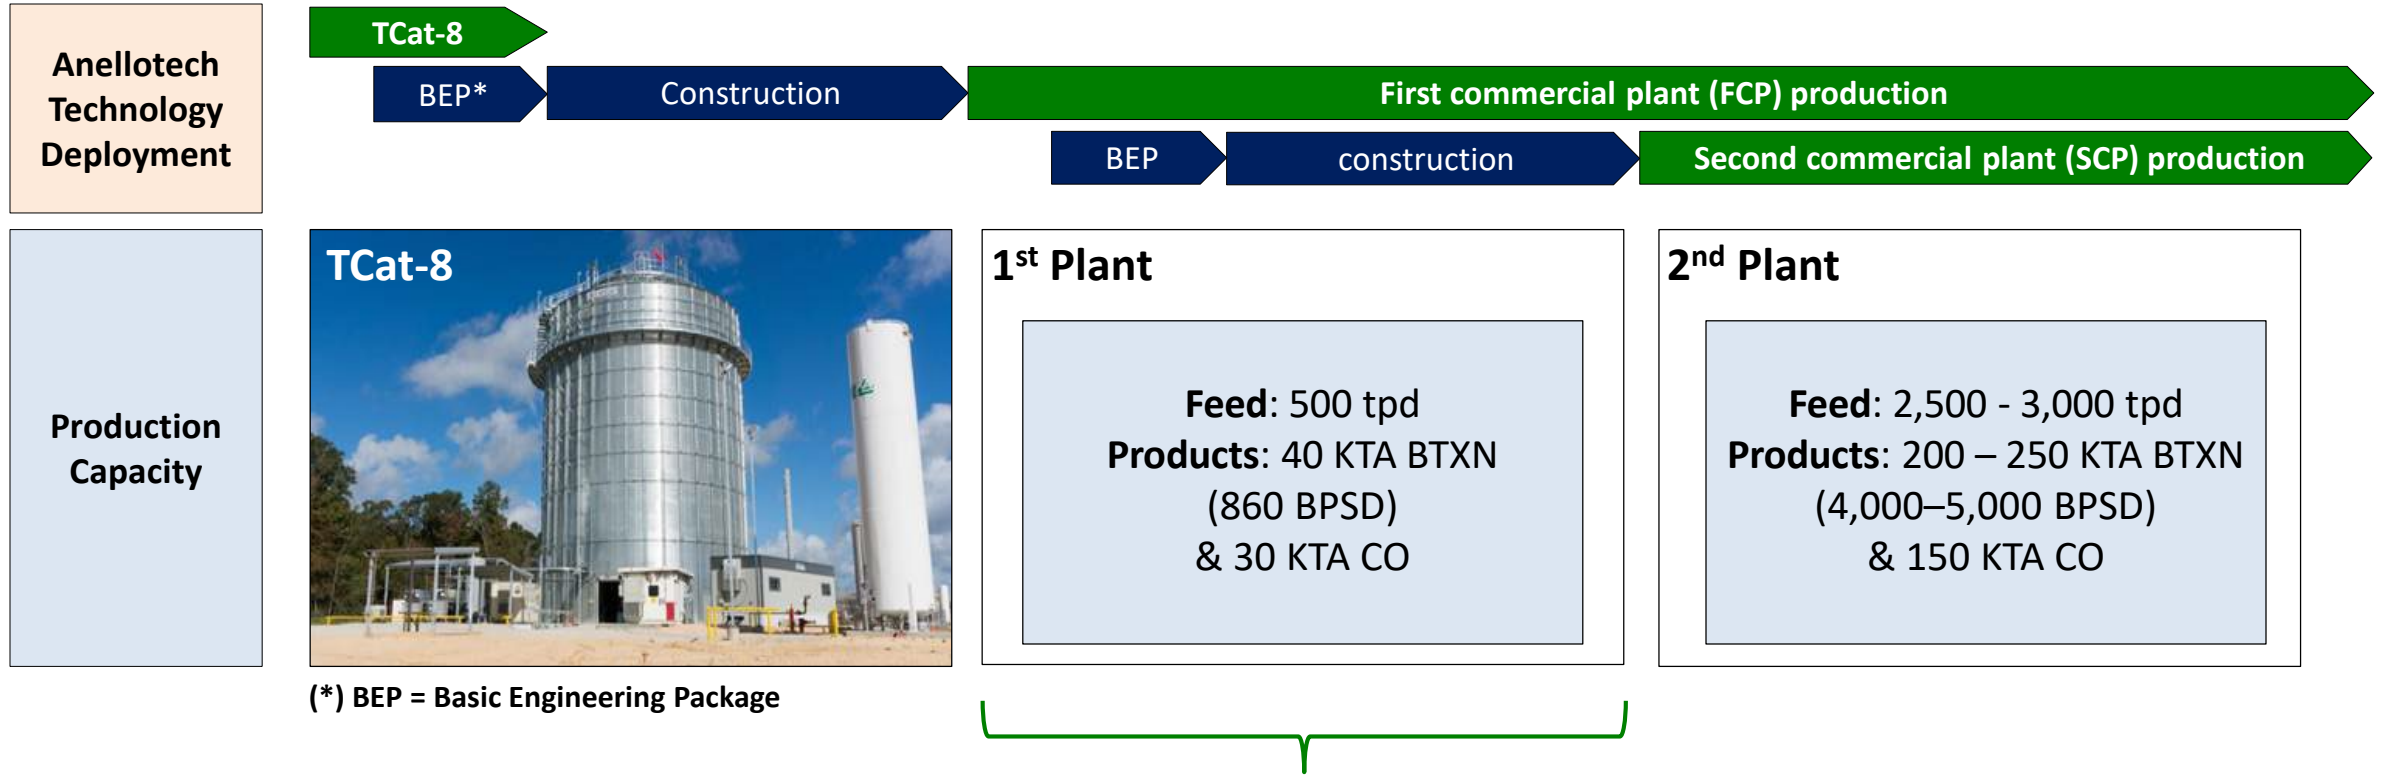 Anellotech
Technology
Deployment
TCat-8
BEP*
Construction
First commercial plant (FCP) production
BEP
construction
Second commercial plant (SCP) production
Production
Capacity
TCat-8
1st Plant
Feed: 500 tpd
Products: 40 KTA BTXN
(860 BPSD)
& 30 KTA CO
2nd Plant
Feed: 2,500 - 3,000 tpd
Products: 200 – 250 KTA BTXN
(4,000–5,000 BPSD)
& 150 KTA CO
(*) BEP = Basic Engineering Package